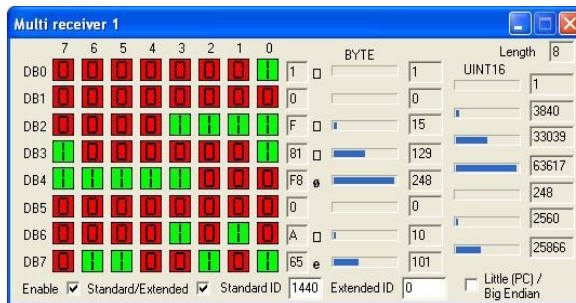 Multi receiver 1
7 6 5 4 3 2 1 0 BYTE Length 8
UINT16
DB0 0 0 0 0 0 0 0 1 1 1 1
DB1 0 0 0 0 0 0 0 0 0 0 3840
DB2 0 0 0 0 1 1 1 1 F 15 33039
DB3 1 0 0 0 0 0 0 1 81 129 63617
DB4 1 1 1 1 1 0 0 0 F8 ø 248 248
DB5 0 0 0 0 0 0 0 0 0 0 2560
DB6 0 0 0 0 1 0 1 0 A 10 25866
DB7 0 1 1 0 0 1 0 1 65 e 101
Enable Standard/Extended Standard ID 1440 Extended ID 0 Little (PC) /
Big Endian